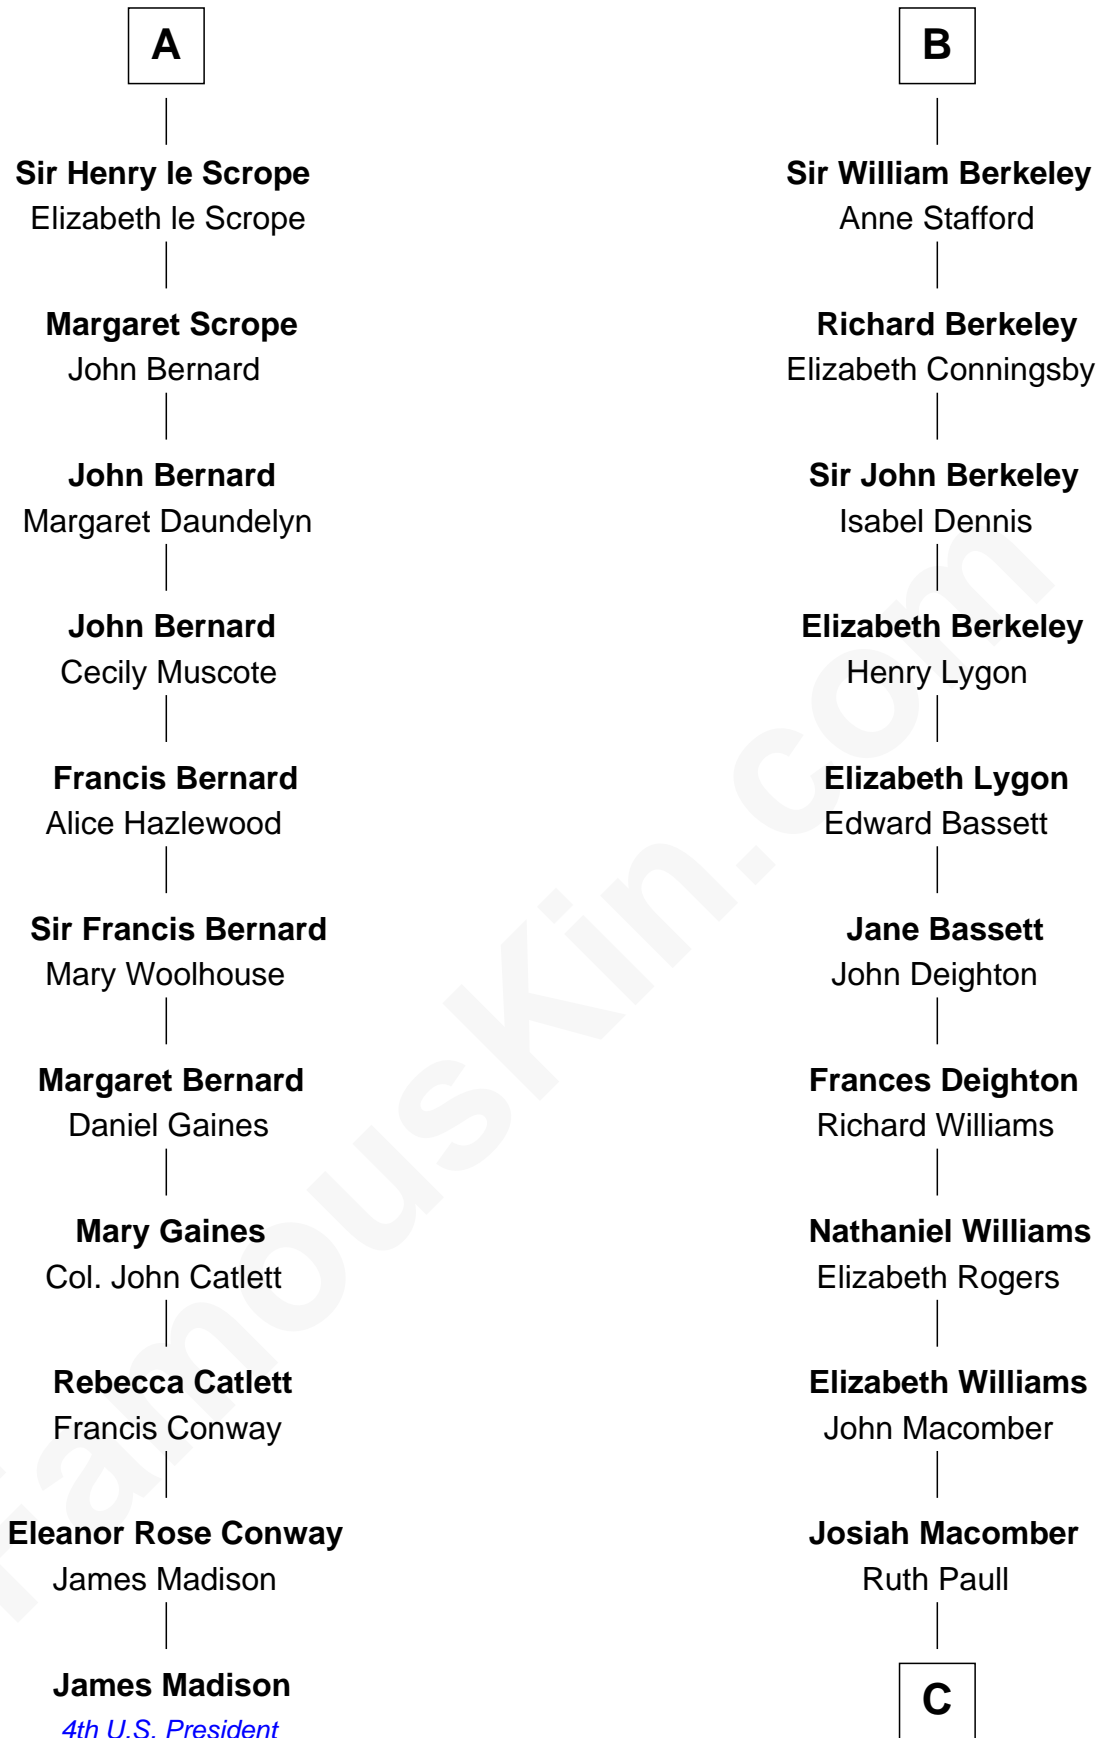 A
Sir Henry le Scrope
Elizabeth le Scrope
Margaret Scrope
John Bernard
John Bernard
Margaret Daundelyn
John Bernard
Cecily Muscote
Francis Bernard
Alice Hazlewood
Sir Francis Bernard
Mary Woolhouse
Margaret Bernard
Daniel Gaines
Mary Gaines
Col. John Catlett
Rebecca Catlett
Francis Conway
Eleanor Rose Conway
James Madison
James Madison
4th U.S. President
B
Sir William Berkeley
Anne Stafford
Richard Berkeley
Elizabeth Conningsby
Sir John Berkeley
Isabel Dennis
Elizabeth Berkeley
Henry Lygon
Elizabeth Lygon
Edward Bassett
Jane Bassett
John Deighton
Frances Deighton
Richard Williams
Nathaniel Williams
Elizabeth Rogers
Elizabeth Williams
John Macomber
Josiah Macomber
Ruth Paull
C
FamousKin.com